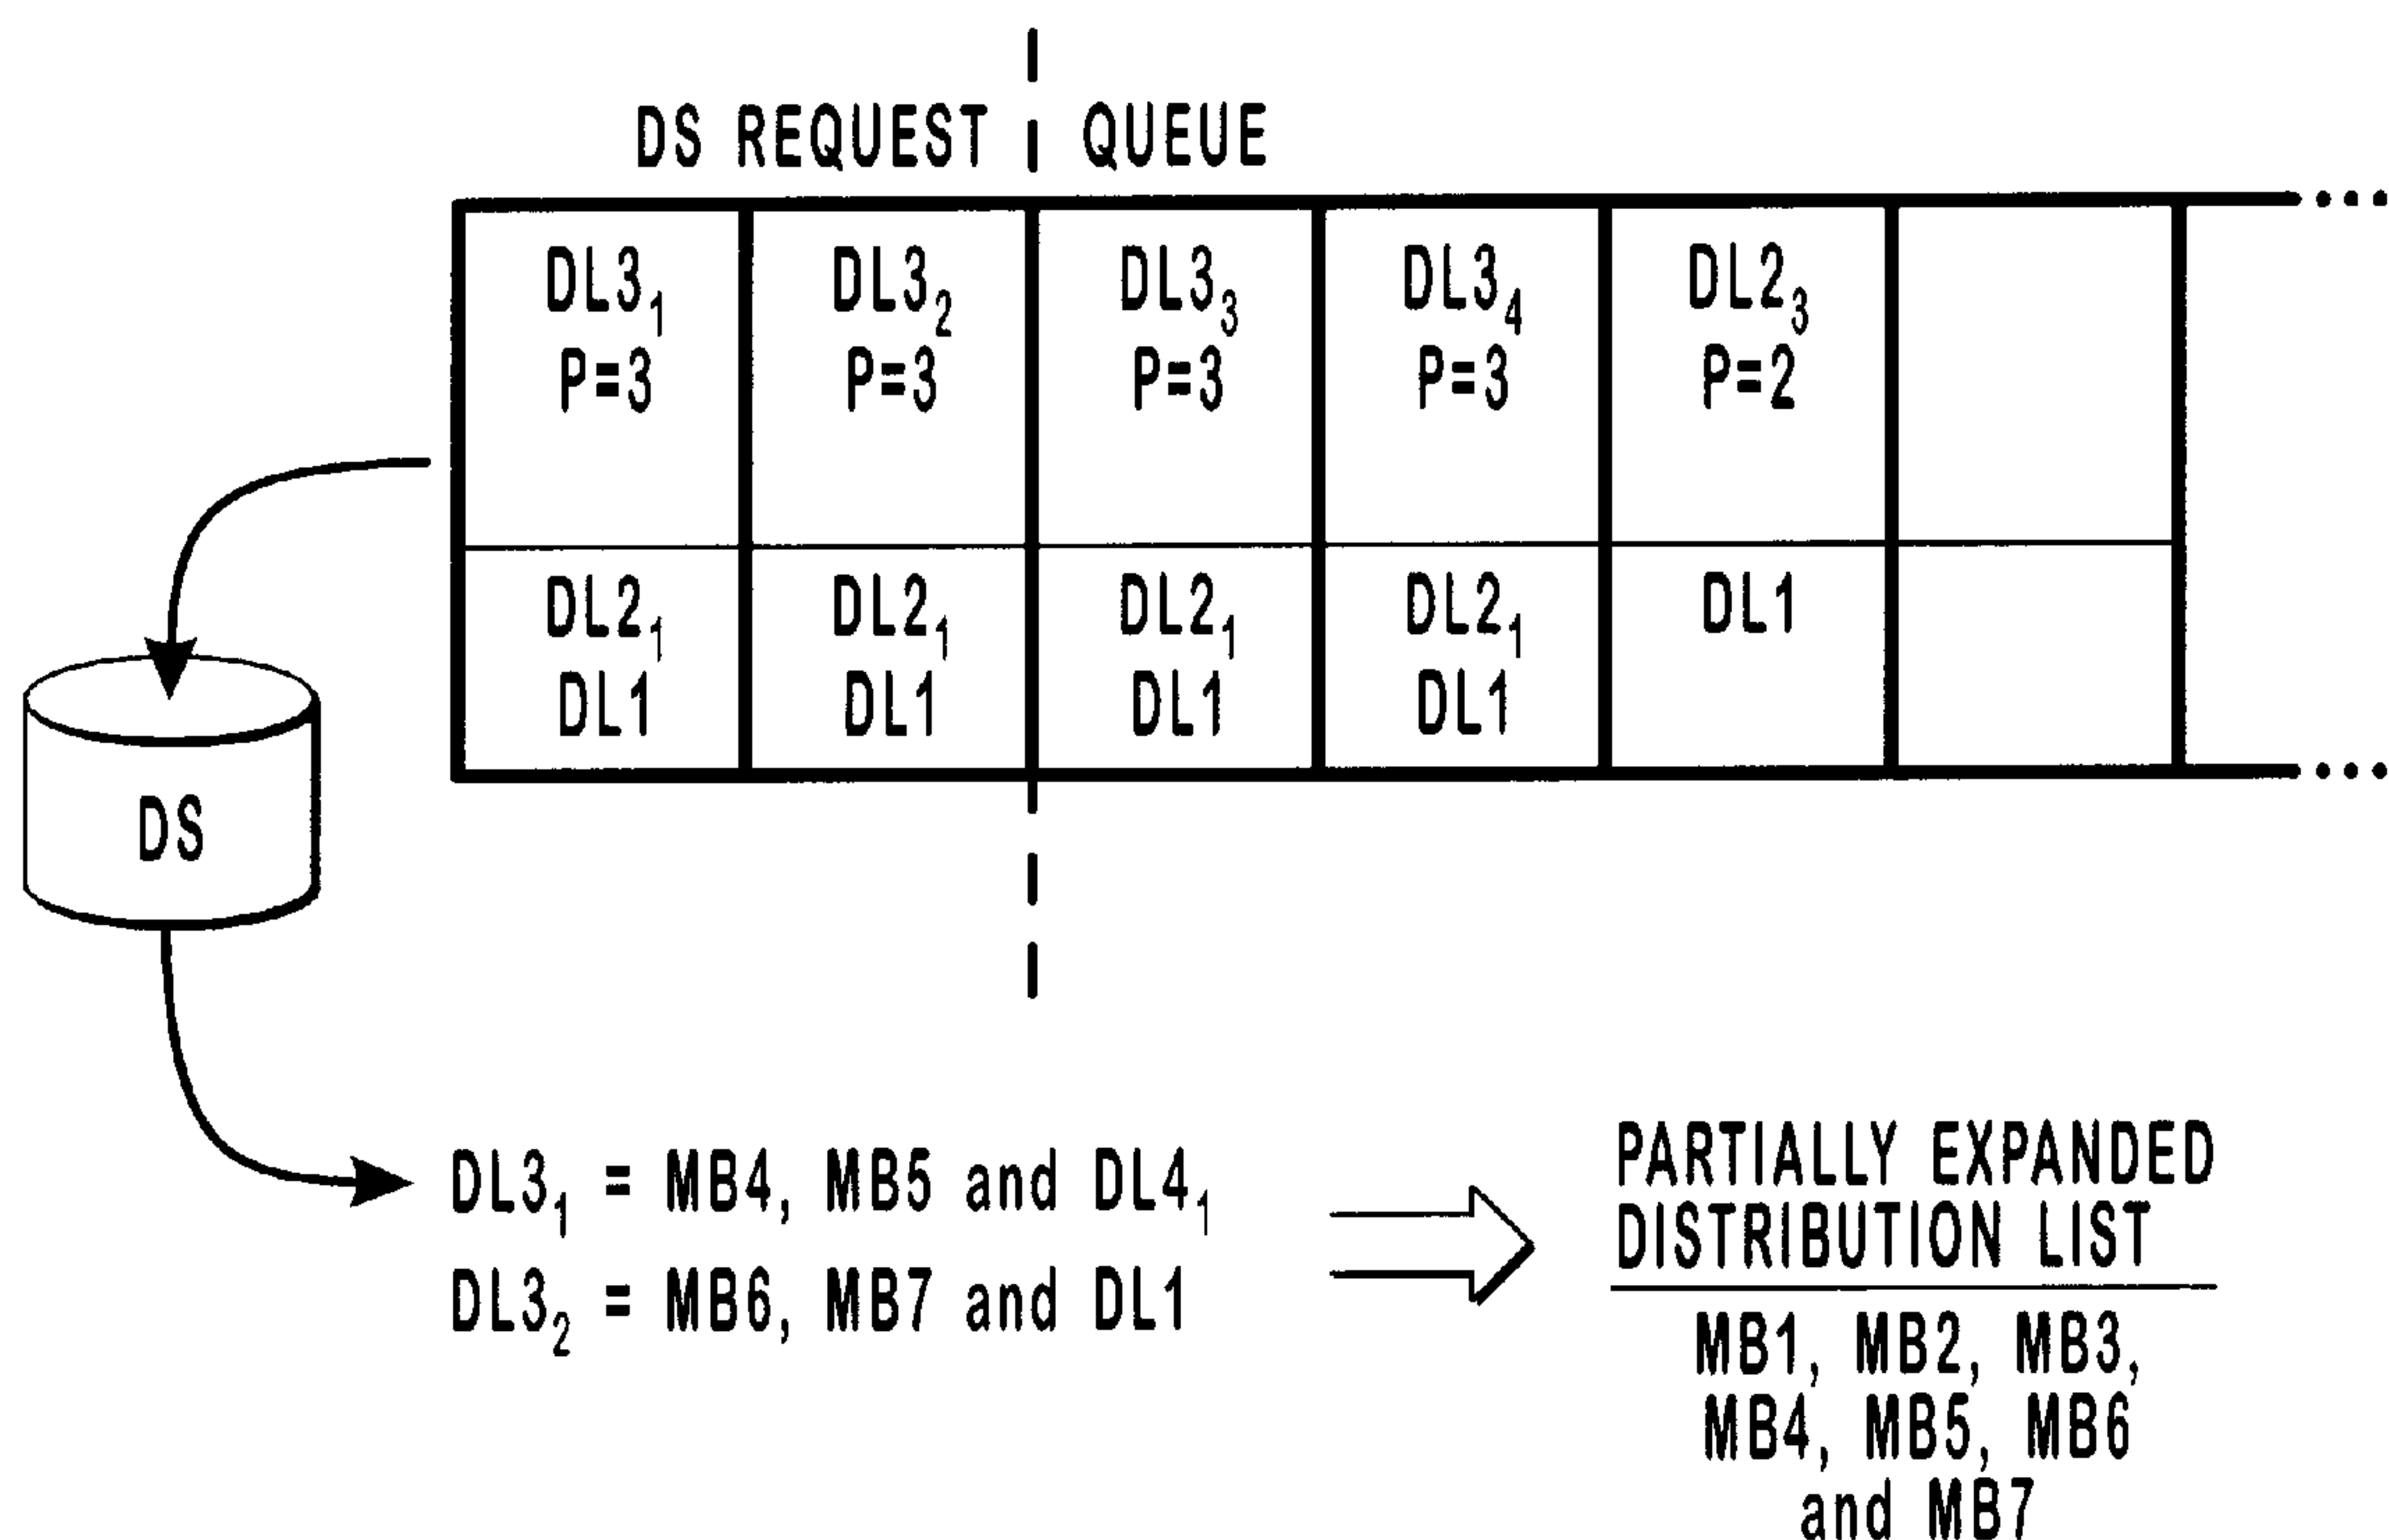 DS REQUEST QUEUE
DL3₁ DL3₂ DL3₃ DL3₄ DL2₃
P=3 P=3 P=3 P=3 P=2
DL2₁ DL2₁ DL2₁ DL2₁ DL1
DL1 DL1 DL1 DL1
DS
DL3₁ = MB4, MB5 and DL4₁
DL3₂ = MB6, MB7 and DL1
PARTIALLY EXPANDED
DISTRIBUTION LIST
MB1, MB2, MB3,
MB4, MB5, MB6
and MB7